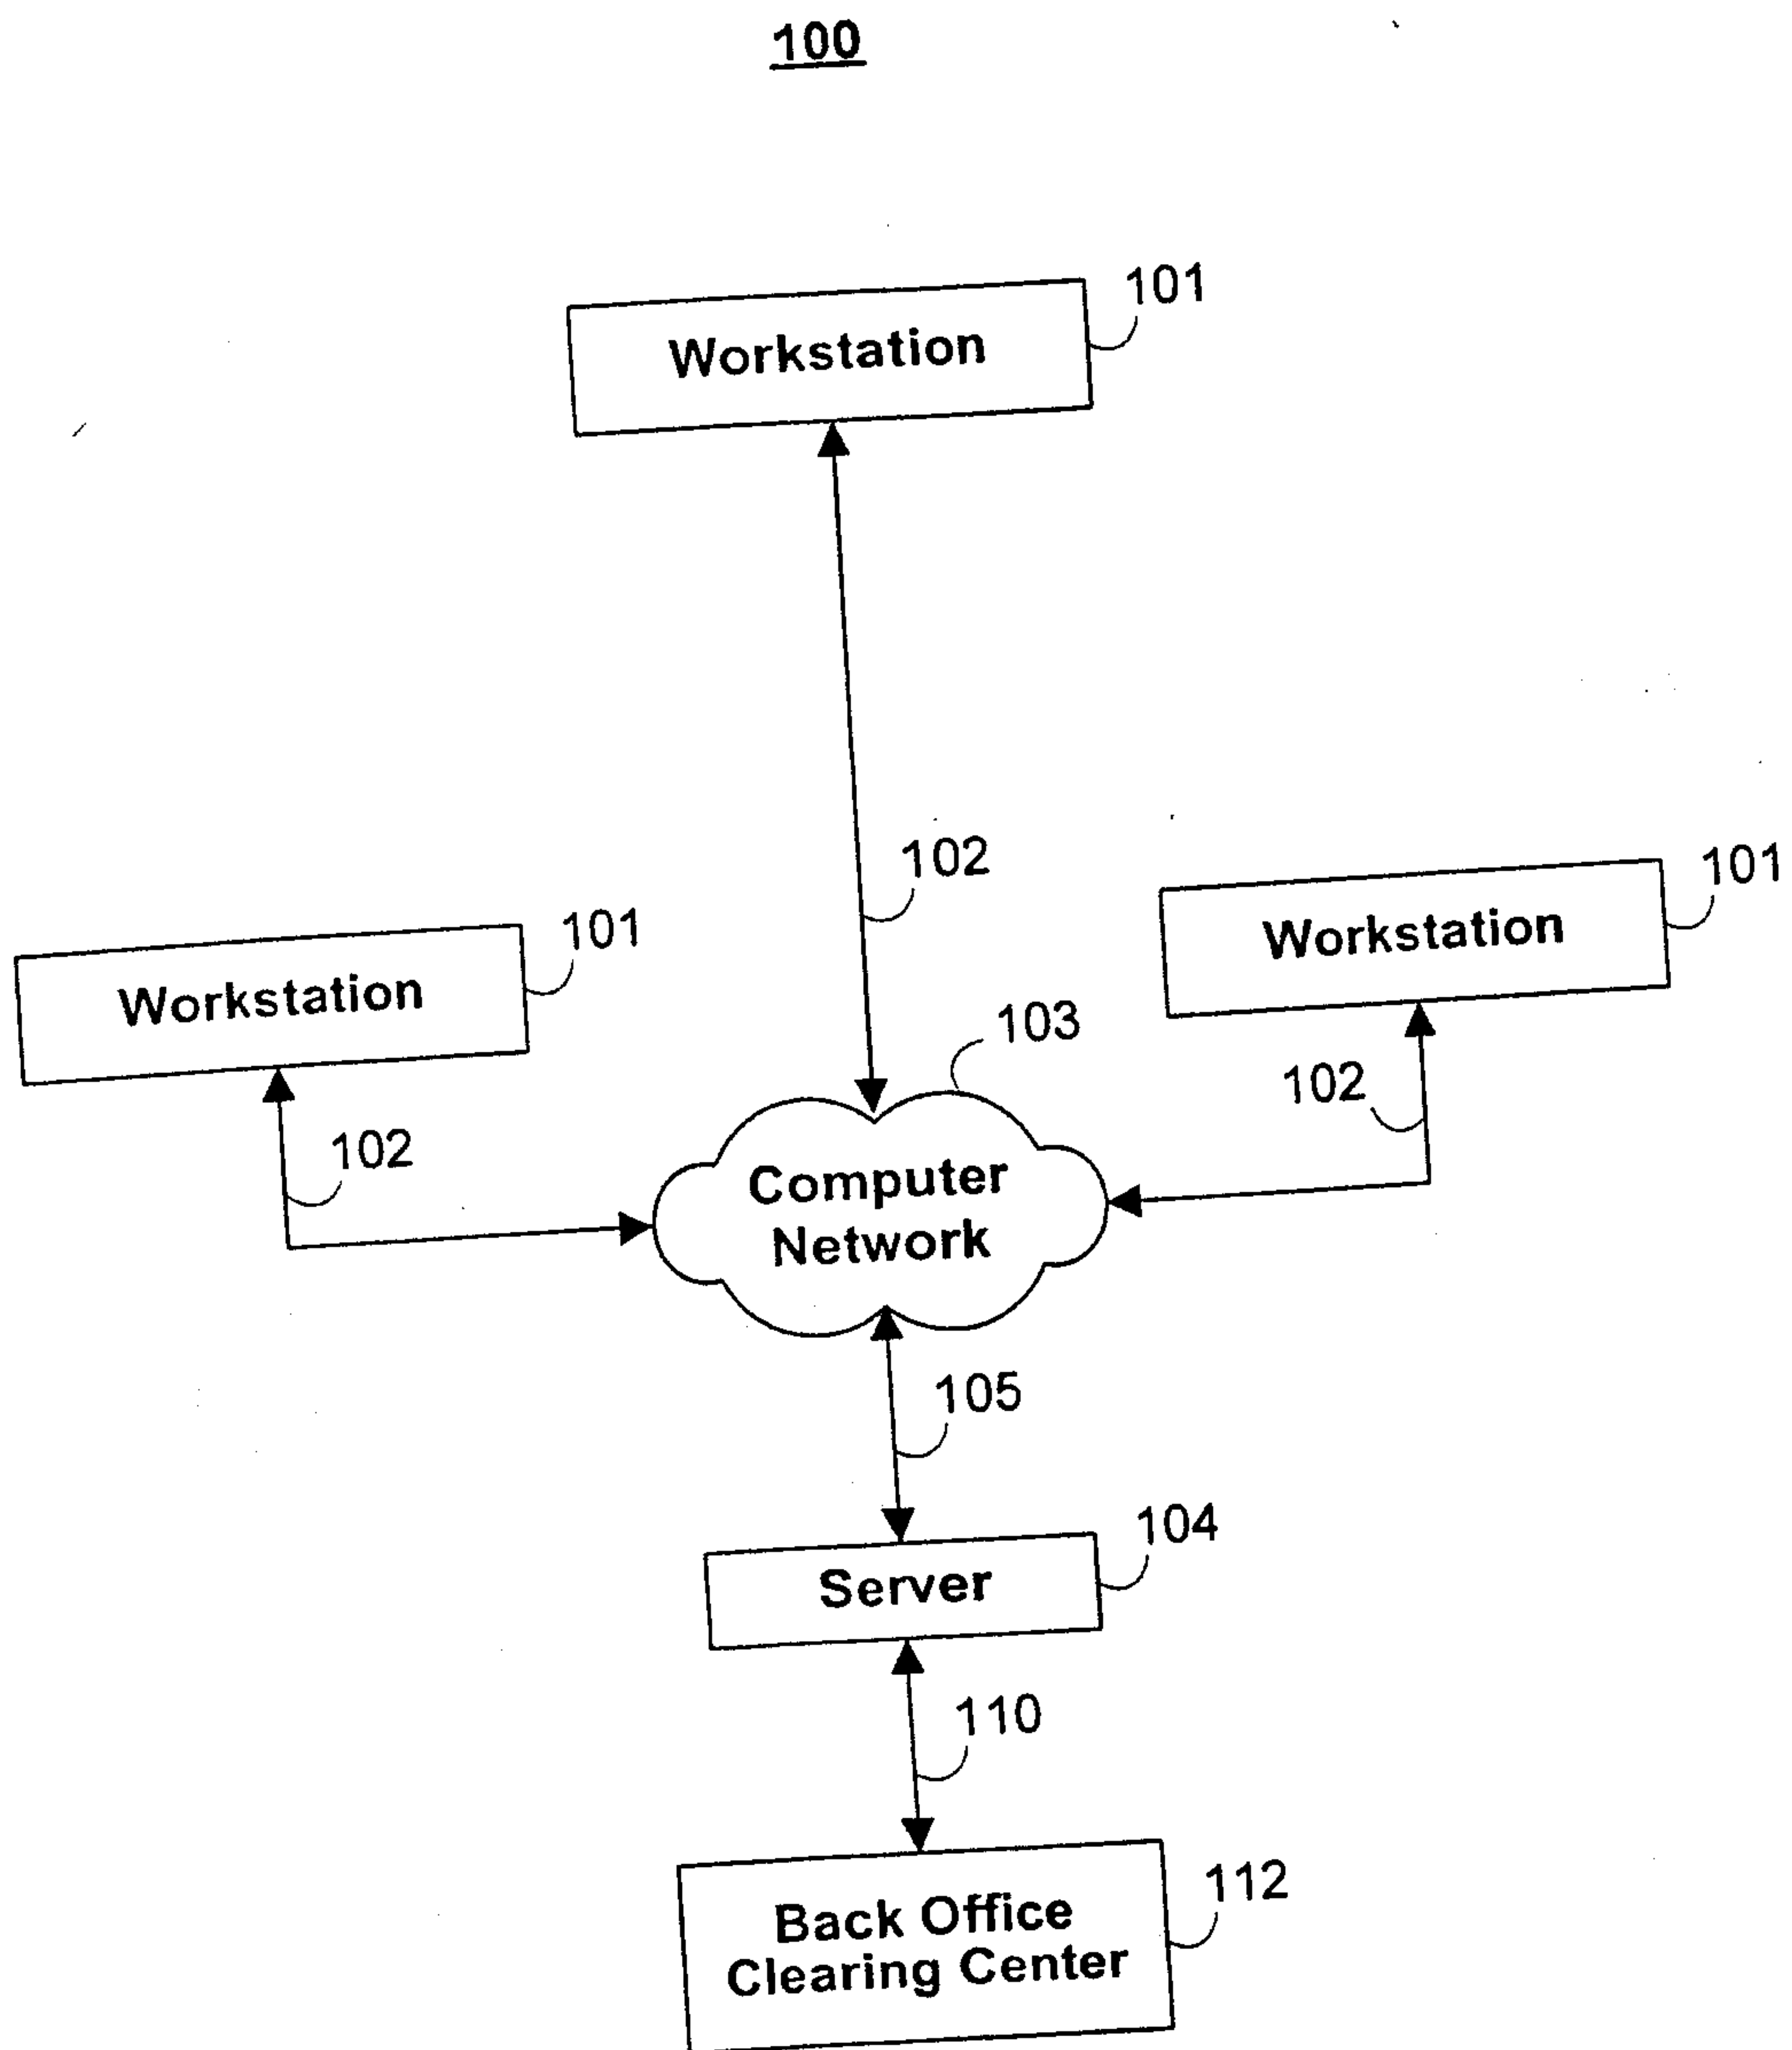 100
Workstation
101
102
Workstation
101
Workstation
101
103
102
102
Computer
Network
105
Server
104
110
Back Office
Clearing Center
112